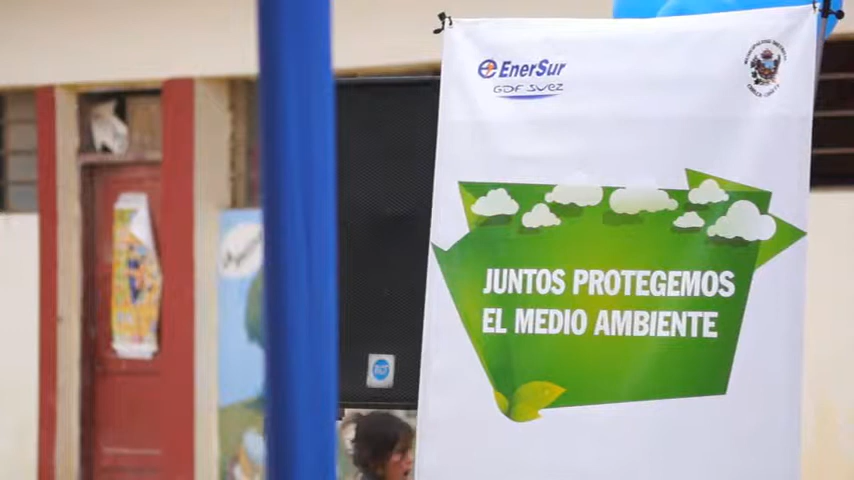 EnerSur
GDF SUEZ
JUNTOS PROTEGEMOS
EL MEDIO AMBIENTE